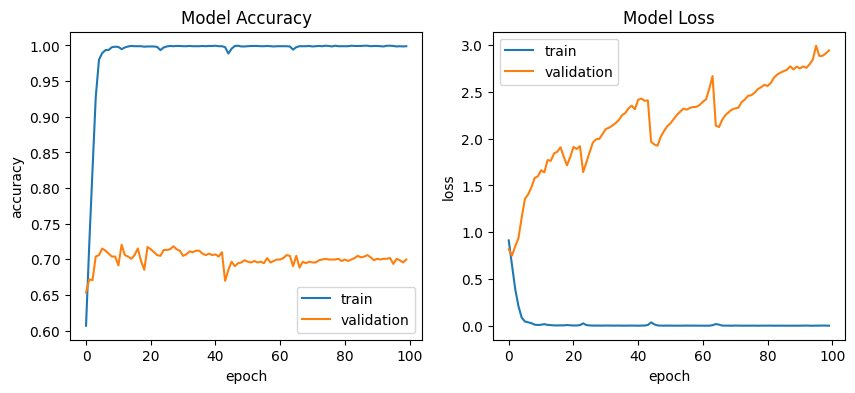 Model Accuracy
1.00
0.95
0.90
0.85
0.80
0.75
0.70
0.65
0.60
accuracy
0 20 40 60 80 100
epoch
train
validation
Model Loss
3.0
2.5
2.0
1.5
1.0
0.5
0.0
loss
0 20 40 60 80 100
epoch
train
validation